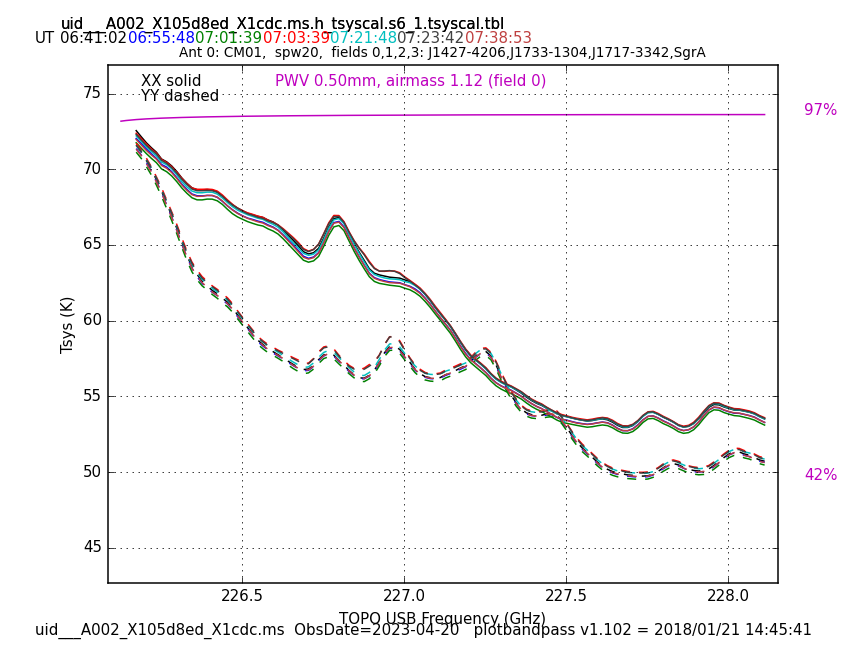 uid___A002_X105d8ed_X1cdc.ms.h_tsyscal.s6_1.tsyscal.tbl
UT 06:41:02 06:55:48 07:01:39 07:03:39 07:21:48 07:23:42 07:38:53
Ant 0: CM01, spw20, fields 0,1,2,3: J1427-4206,J1733-1304,J1717-3342,SgrA
XX solid
YY dashed
PWV 0.50mm, airmass 1.12 (field 0)
97%
42%
75
70
65
60
55
50
45
Tsys (K)
226.5 227.0 227.5 228.0
TOPO USB Frequency (GHz)
uid___A002_X105d8ed_X1cdc.ms ObsDate=2023-04-20 plotbandpass v1.102 = 2018/01/21 14:45:41